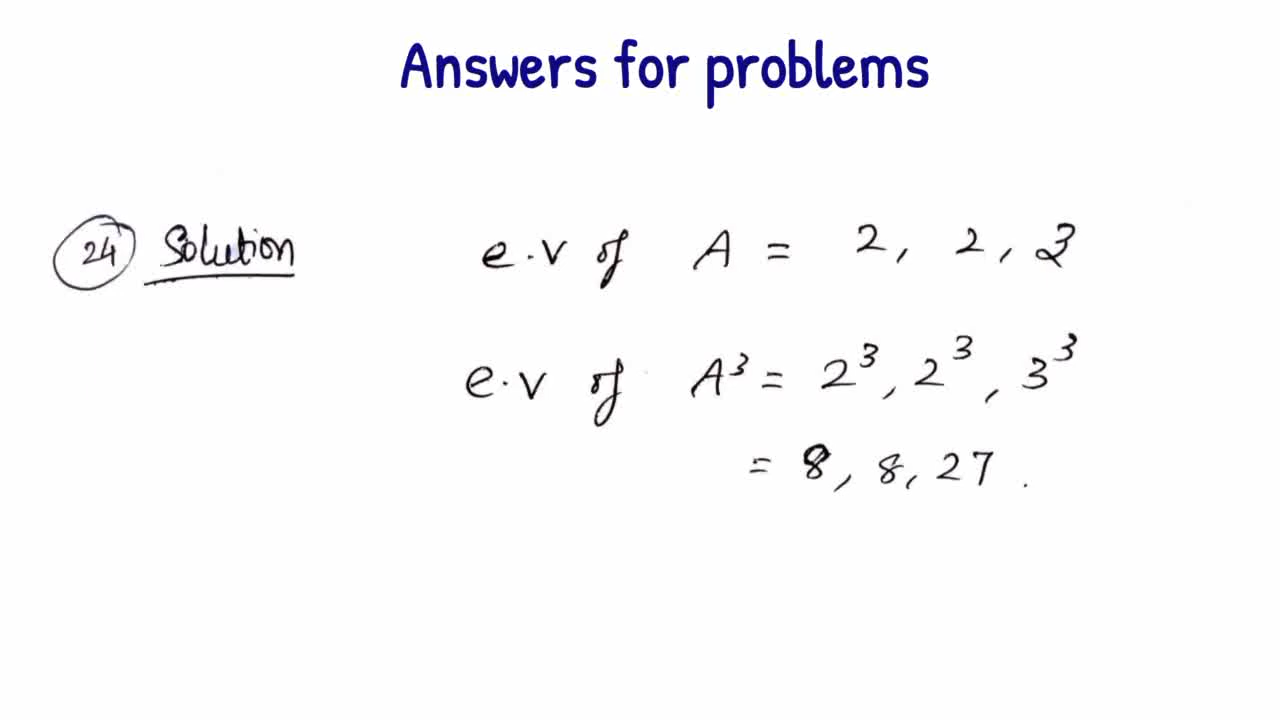 Answers for problems
24 Solution e.v of A = 2, 2, 3
e.v of A³ = 2³, 2³, 3³
= 8, 8, 27.